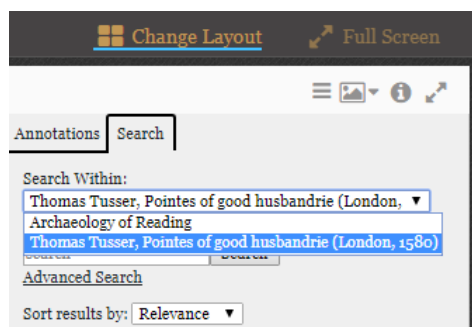 Change Layout Full Screen
Annotations Search
Search Within:
Thomas Tusser, Pointes of good husbandrie (London,
Archaeology of Reading
Thomas Tusser, Pointes of good husbandrie (London, 1580)
Search Search
Advanced Search
Sort results by: Relevance